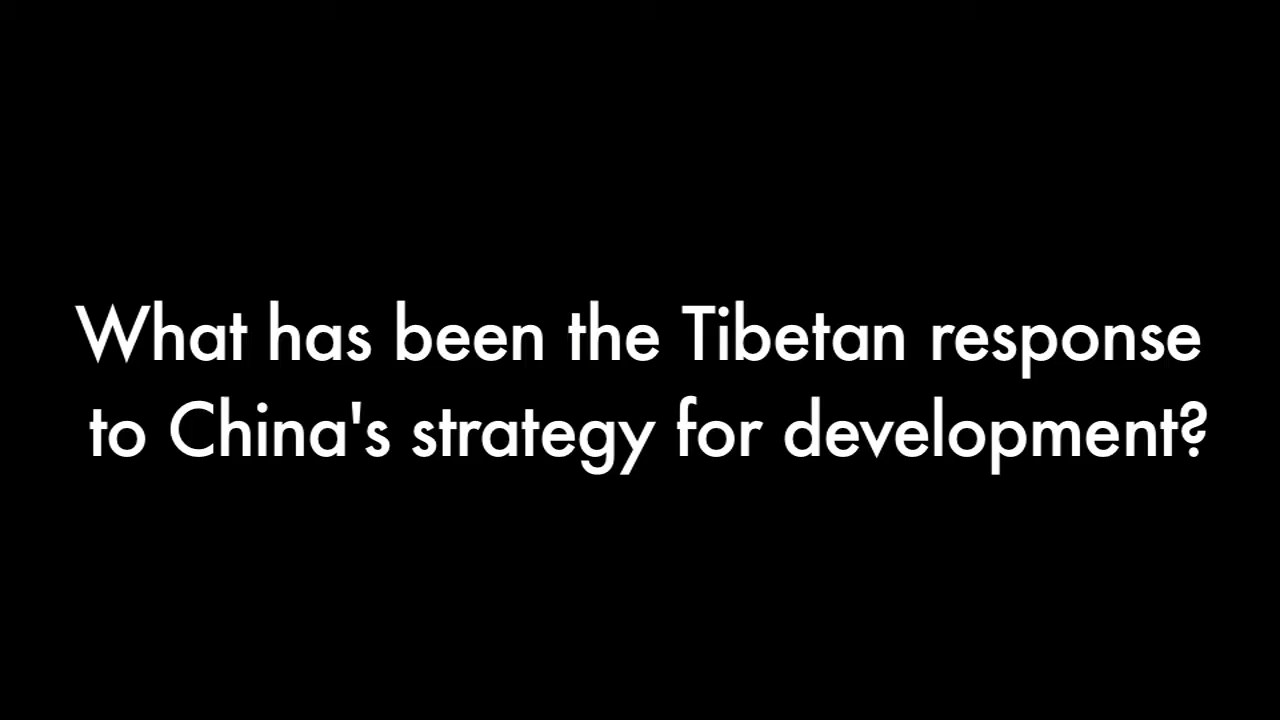 What has been the Tibetan response
to China's strategy for development?